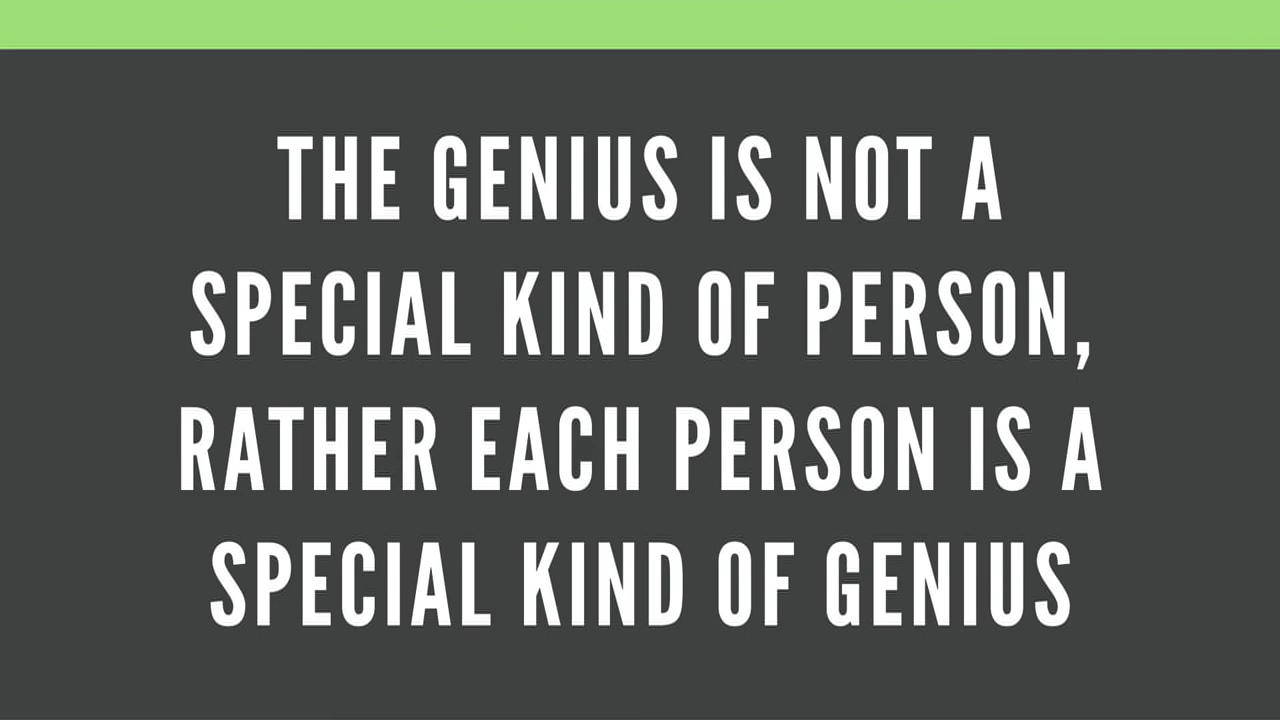 THE GENIUS IS NOT A
SPECIAL KIND OF PERSON,
RATHER EACH PERSON IS A
SPECIAL KIND OF GENIUS